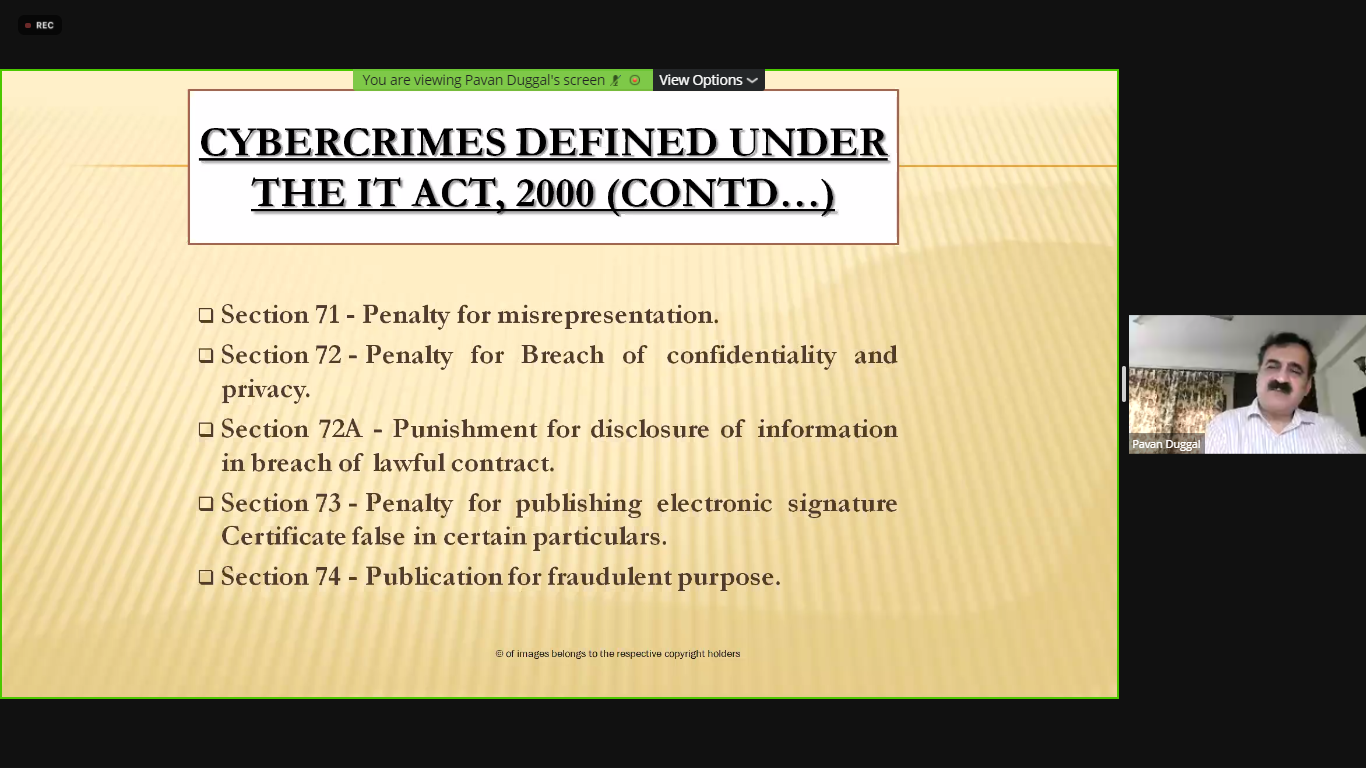 REC
You are viewing Pavan Duggal's screen
View Options
CYBERCRIMES DEFINED UNDER
THE IT ACT, 2000 (CONTD…)
Section 71 - Penalty for misrepresentation.
Section 72 - Penalty for Breach of confidentiality and
privacy.
Section 72A - Punishment for disclosure of information
in breach of lawful contract.
Section 73 - Penalty for publishing electronic signature
Certificate false in certain particulars.
Section 74 - Publication for fraudulent purpose.
© of images belongs to the respective copyright holders
Pavan Duggal